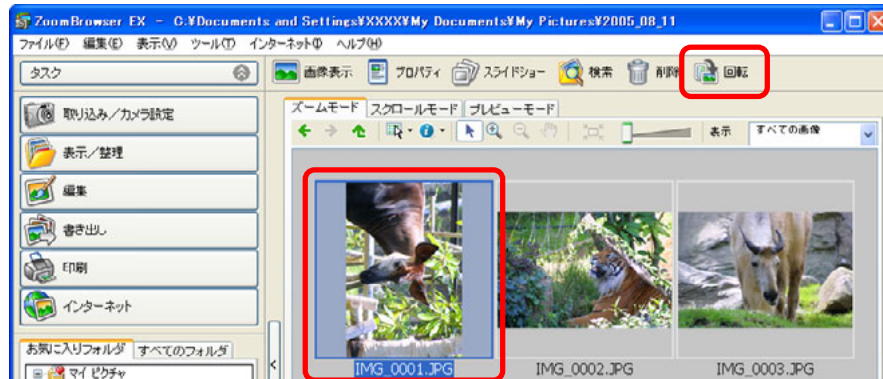 ZoomBrowser EX - C:¥Documents and Settings¥XXXX¥My Documents¥My Pictures¥2005_08_11
ファイル(F) 編集(E) 表示(V) ツール(T) インターネット(I) ヘルプ(H)
タスク
画像表示 プロパティ スライドショー 検索 削除 回転
取り込み／カメラ設定
表示／整理
編集
書き出し
印刷
インターネット
お気に入りフォルダ すべてのフォルダ
マイ ピクチャ
ズームモード スクロールモード プレビューモード
表示 すべての画像
IMG_0001.JPG IMG_0002.JPG IMG_0003.JPG